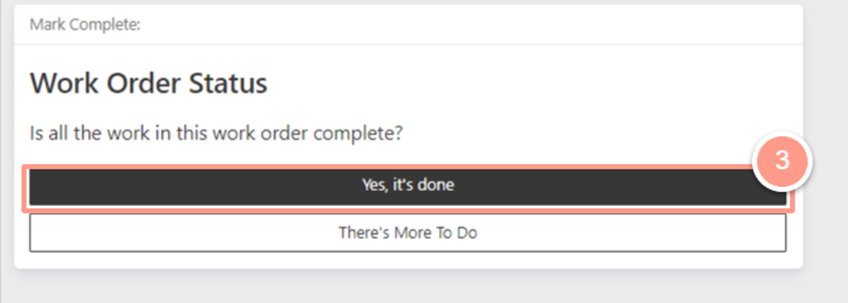 Mark Complete:
Work Order Status
Is all the work in this work order complete?
3
Yes, it's done
There's More To Do